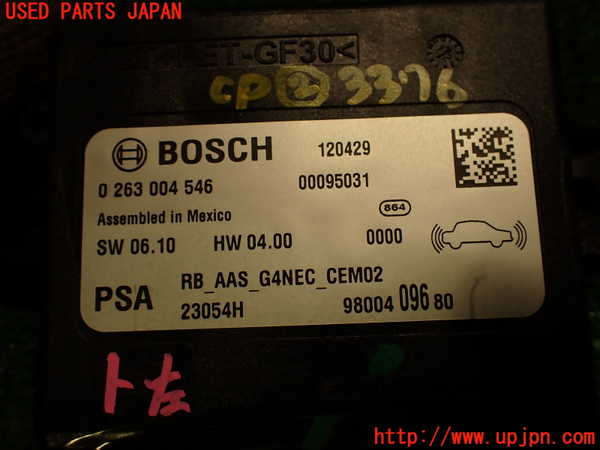 USED PARTS JAPAN
ET-GF30<
CP② 3376
BOSCH 120429
0 263 004 546 00095031
Assembled in Mexico 864
SW 06.10 HW 04.00 0000
PSA RB_AAS_G4NEC_CEM02
23054H 98004 096 80
ト左
http://www.upjpn.com/